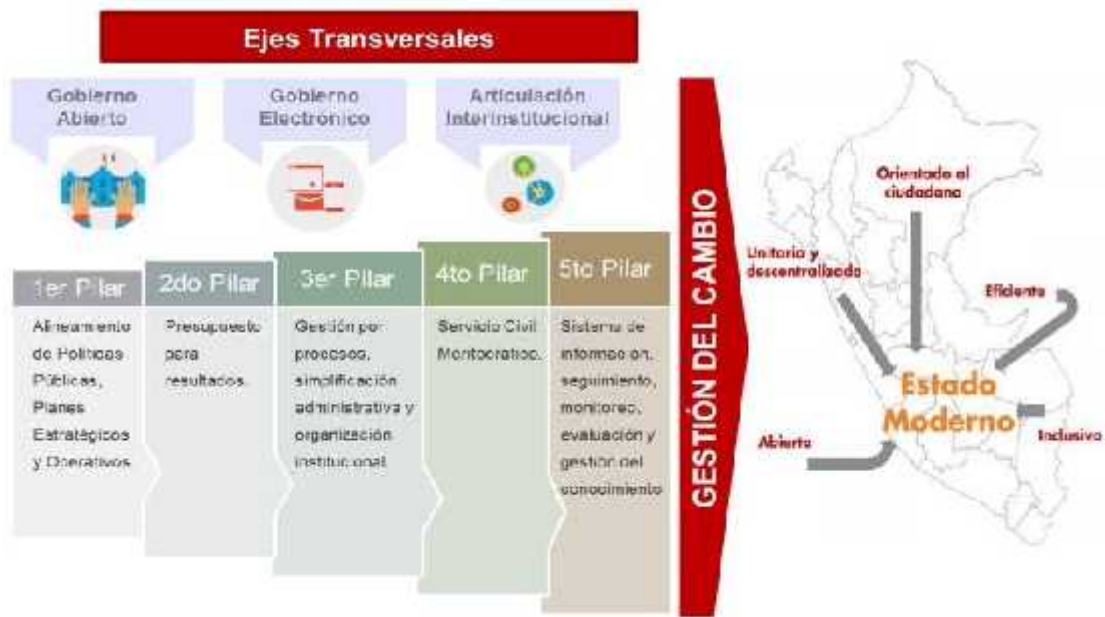 Ejes Transversales
Gobierno
Abierto
Gobierno
Electrónico
Articulación
Interinstitucional
1er Pilar
Alineamiento
de Políticas
Públicas,
Planes
Estratégicos
y Operativos
2do Pilar
Presupuesto
para
resultados.
3er Pilar
Gestión por
procesos,
simplificación
administrativa y
organización
institucional
4to Pilar
Servicio Civil
Meritocrático.
5to Pilar
Sistema de
información,
seguimiento,
monitoreo,
evaluación y
gestión del
conocimiento
GESTIÓN DEL CAMBIO
Orientado al
ciudadano
Unitario y
descentralizado
Eficiente
Estado
Moderno
Inclusivo
Abierto